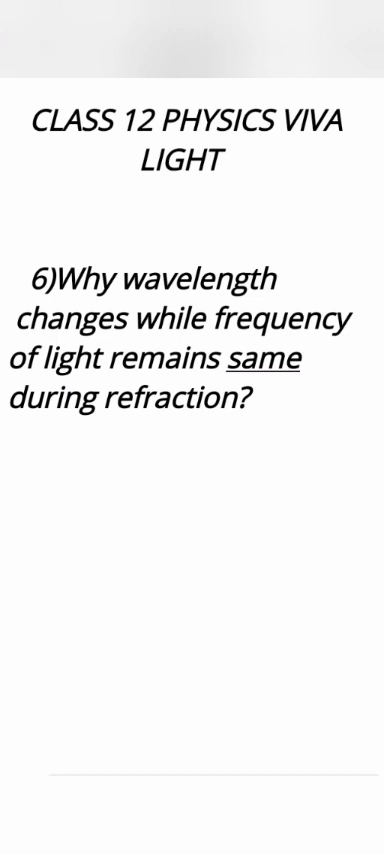 CLASS 12 PHYSICS VIVA
LIGHT
6)Why wavelength
changes while frequency
of light remains same
during refraction?